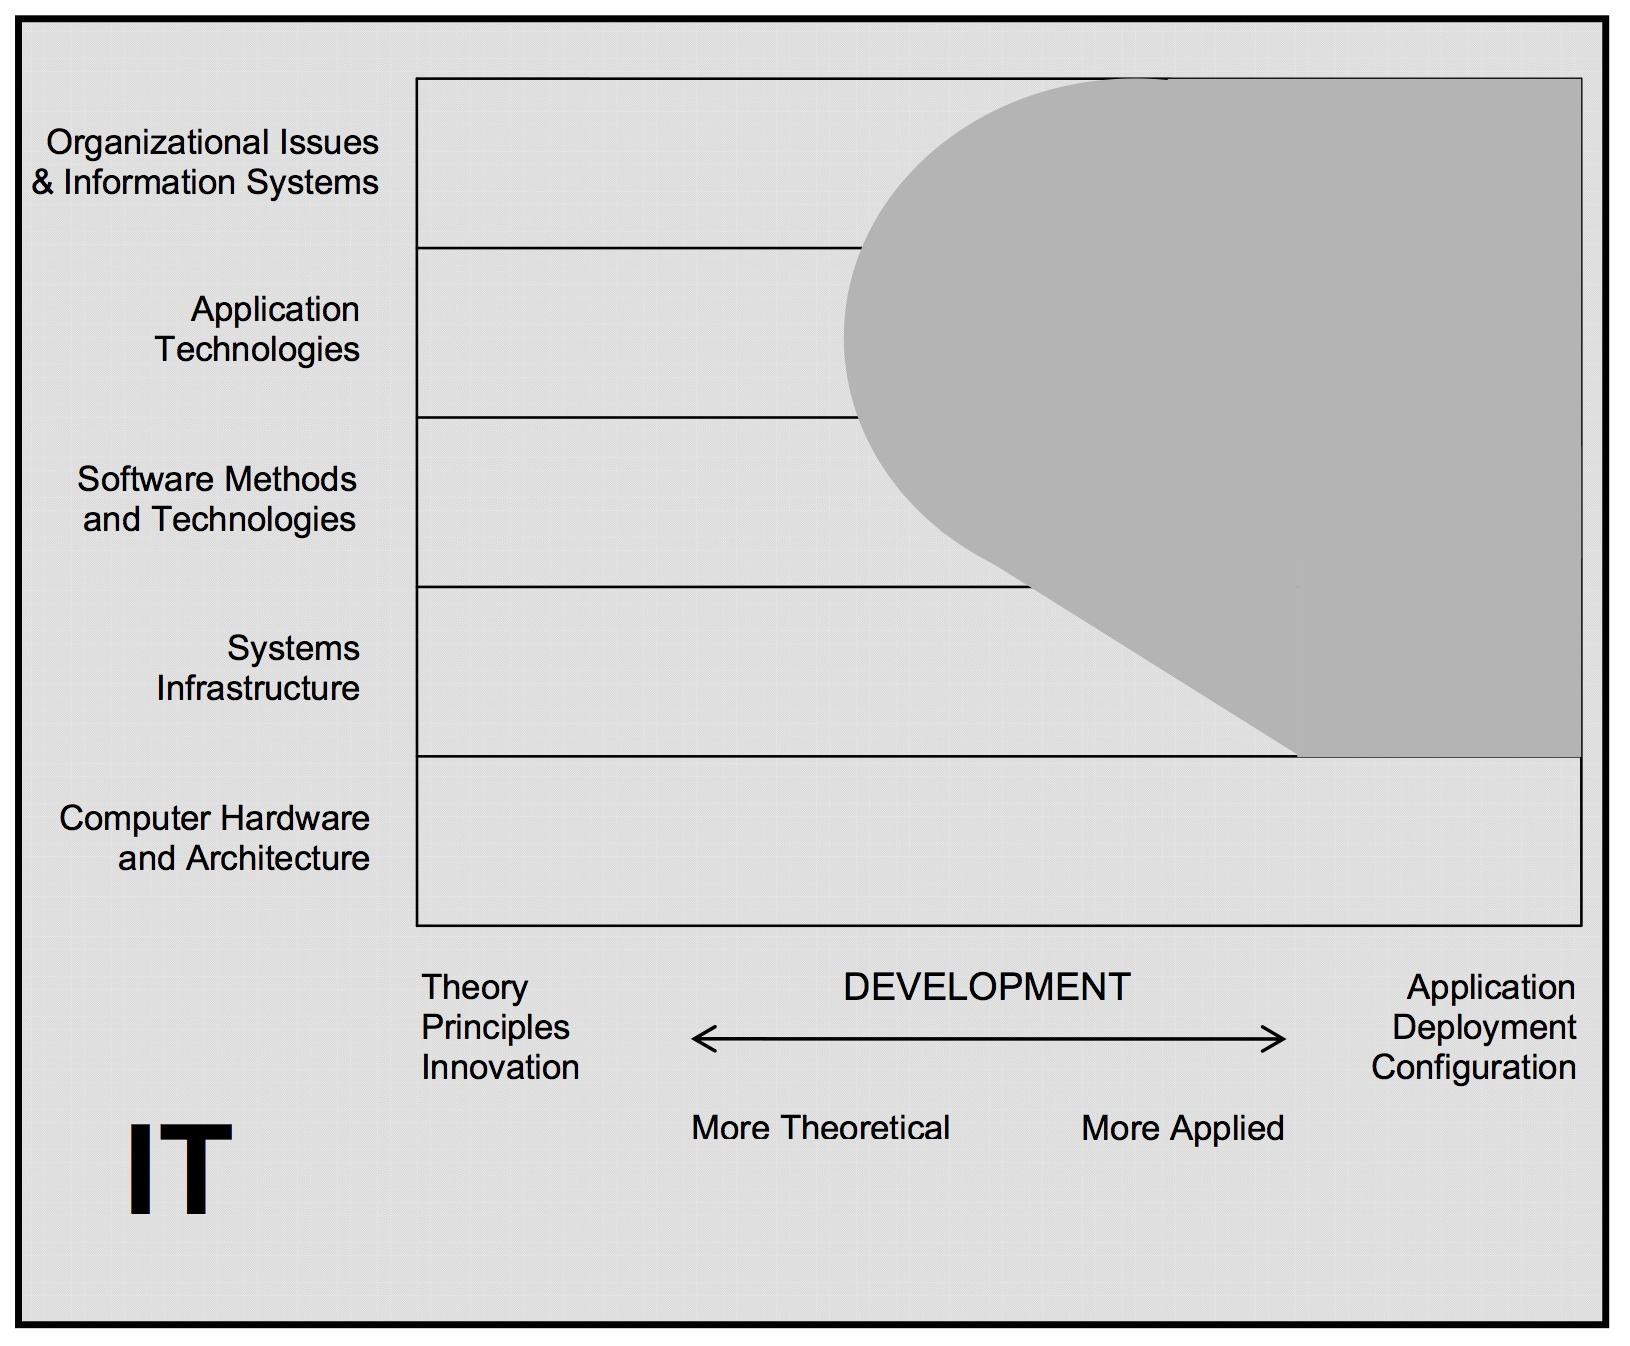 Organizational Issues
& Information Systems
Application
Technologies
Software Methods
and Technologies
Systems
Infrastructure
Computer Hardware
and Architecture
Theory
Principles
Innovation
DEVELOPMENT
Application
Deployment
Configuration
More Theoretical
More Applied
IT